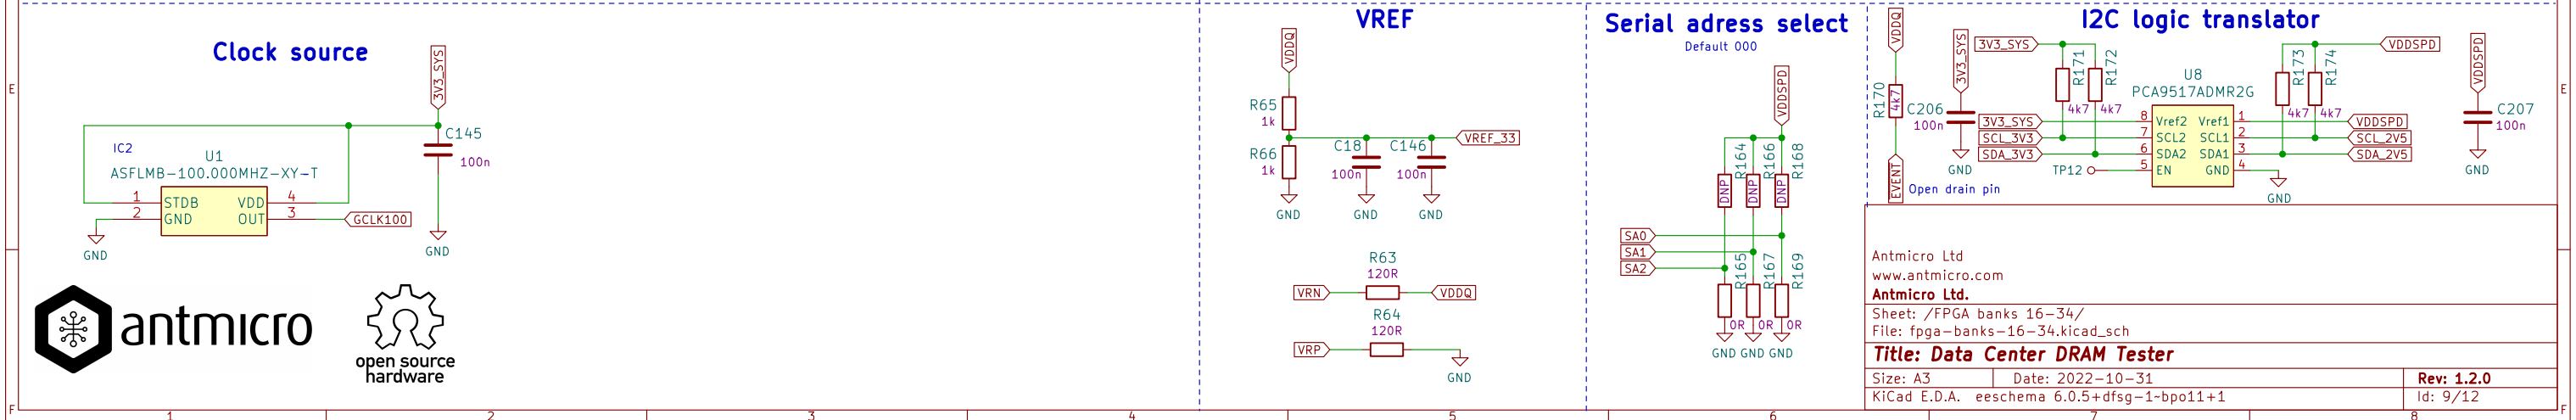 Clock source
3V3_SYS
C145
100n
IC2
U1
ASFLMB-100.000MHZ-XY-T
1
STDB
VDD
4
2
GND
OUT
3
GCLK100
GND
GND
antmicro
open source
hardware
VREF
VDDQ
R65
1k
R66
1k
C18
100n
C146
100n
VREF_33
GND
GND
GND
R63
120R
VRN
VDDQ
R64
120R
VRP
GND
Serial adress select
Default 000
VDDSPD
R164
R166
R168
DNP
DNP
DNP
SA0
SA1
SA2
R165
R167
R169
0R
0R
0R
GND
GND
GND
I2C logic translator
VDDQ
R170
4k7
EVENT
Open drain pin
3V3_SYS
C206
100n
GND
3V3_SYS
R171
R172
4k7
4k7
U8
PCA9517ADMR2G
3V3_SYS
8
Vref2
Vref1
1
VDDSPD
SCL_3V3
7
SCL2
SCL1
2
SCL_2V5
SDA_3V3
6
SDA2
SDA1
3
SDA_2V5
TP12
5
EN
GND
4
GND
R173
R174
4k7
4k7
VDDSPD
VDDSPD
C207
100n
GND
Antmicro Ltd
www.antmicro.com
Antmicro Ltd.
Sheet: /FPGA banks 16-34/
File: fpga-banks-16-34.kicad_sch
Title: Data Center DRAM Tester
Size: A3
Date: 2022-10-31
Rev: 1.2.0
KiCad E.D.A. eeschema 6.0.5+dfsg-1~bpo11+1
Id: 9/12
E
E
F
F
1
2
3
4
5
6
7
8